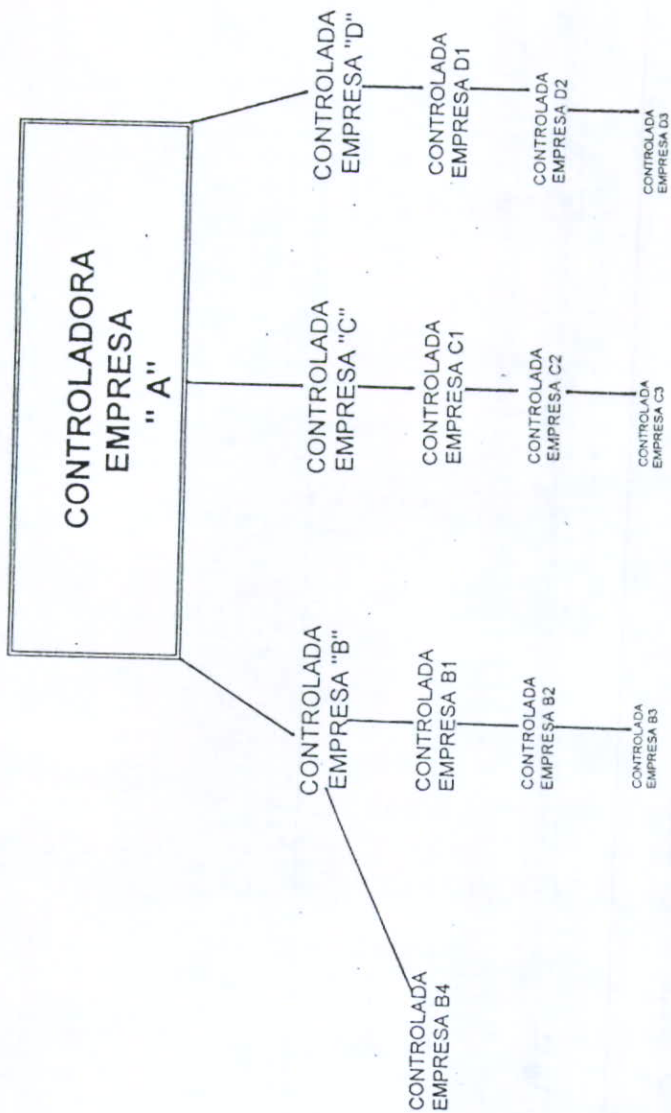 CONTROLADORA
EMPRESA
" A"
CONTROLADA
EMPRESA "B"
CONTROLADA
EMPRESA "C"
CONTROLADA
EMPRESA "D"
CONTROLADA
EMPRESA B4
CONTROLADA
EMPRESA B1
CONTROLADA
EMPRESA C1
CONTROLADA
EMPRESA D1
CONTROLADA
EMPRESA B2
CONTROLADA
EMPRESA C2
CONTROLADA
EMPRESA D2
CONTROLADA
EMPRESA B3
CONTROLADA
EMPRESA C3
CONTROLADA
EMPRESA D3